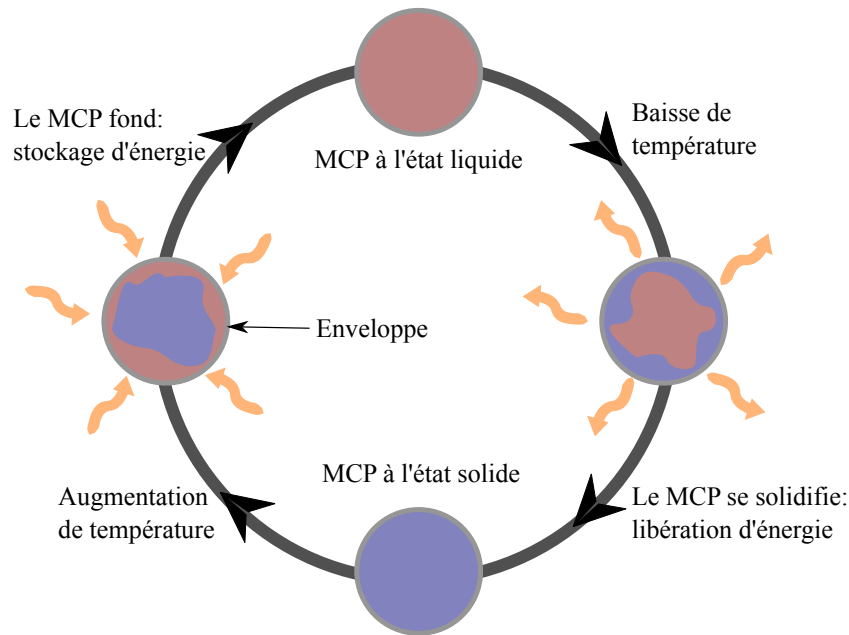 Le MCP fond:
stockage d'énergie
MCP à l'état liquide
Baisse de
température
Enveloppe
MCP à l'état solide
Augmentation
de température
Le MCP se solidifie:
libération d'énergie